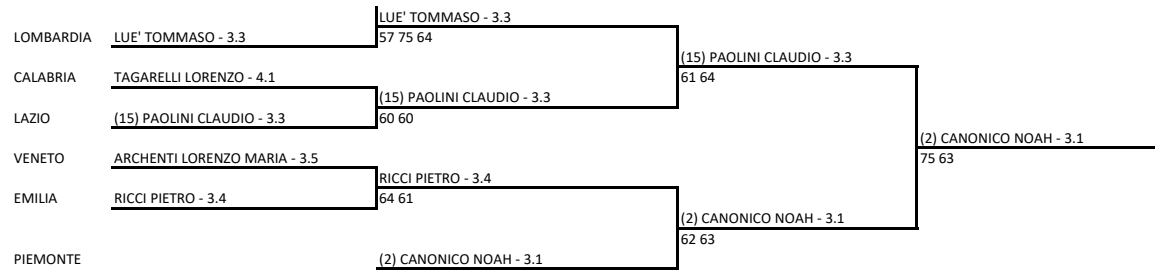 LUE' TOMMASO - 3.3
LOMBARDIA LUE' TOMMASO - 3.3 57 75 64
(15) PAOLINI CLAUDIO - 3.3
CALABRIA TAGARELLI LORENZO - 4.1 61 64
(15) PAOLINI CLAUDIO - 3.3
LAZIO (15) PAOLINI CLAUDIO - 3.3 60 60
(2) CANONICO NOAH - 3.1
VENETO ARCHENTI LORENZO MARIA - 3.5 75 63
RICCI PIETRO - 3.4
EMILIA RICCI PIETRO - 3.4 64 61
(2) CANONICO NOAH - 3.1
62 63
PIEMONTE (2) CANONICO NOAH - 3.1